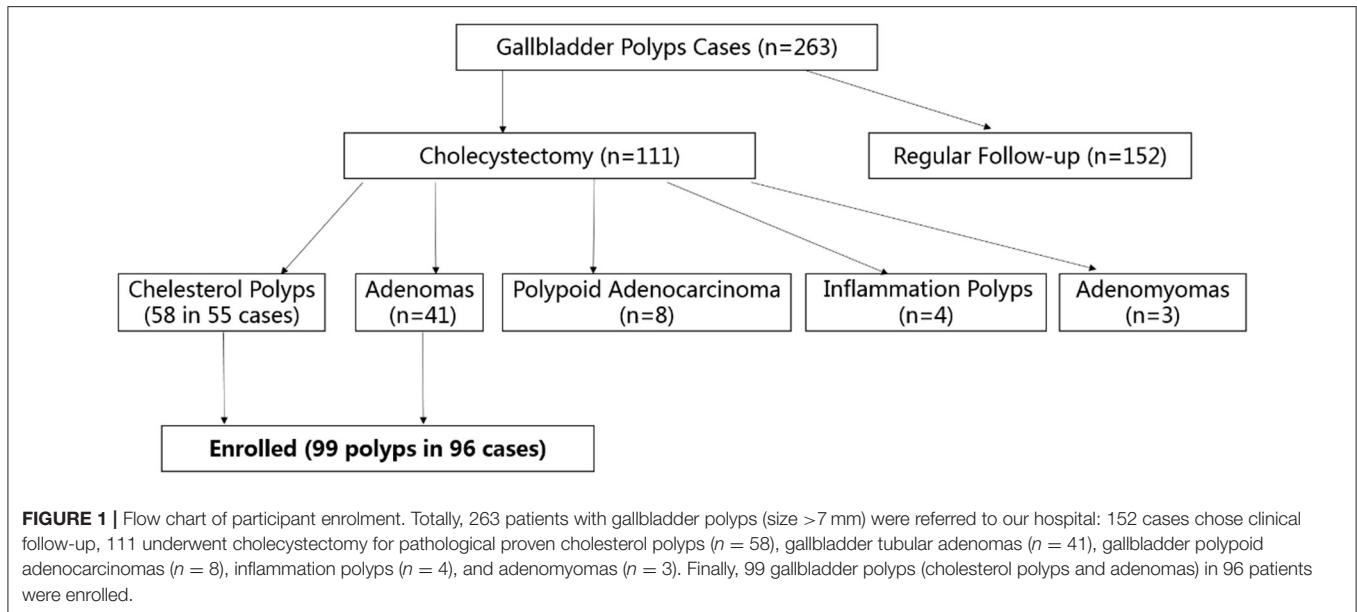 Gallbladder Polyps Cases (n=263)
Cholecystectomy (n=111)
Regular Follow-up (n=152)
Chelesterol Polyps
(58 in 55 cases)
Adenomas
(n=41)
Polypoid Adenocarcinoma
(n=8)
Inflammation Polyps
(n=4)
Adenomyomas
(n=3)
Enrolled (99 polyps in 96 cases)
FIGURE 1 | Flow chart of participant enrolment. Totally, 263 patients with gallbladder polyps (size >7 mm) were referred to our hospital: 152 cases chose clinical
follow-up, 111 underwent cholecystectomy for pathological proven cholesterol polyps (n = 58), gallbladder tubular adenomas (n = 41), gallbladder polypoid
adenocarcinomas (n = 8), inflammation polyps (n = 4), and adenomyomas (n = 3). Finally, 99 gallbladder polyps (cholesterol polyps and adenomas) in 96 patients
were enrolled.